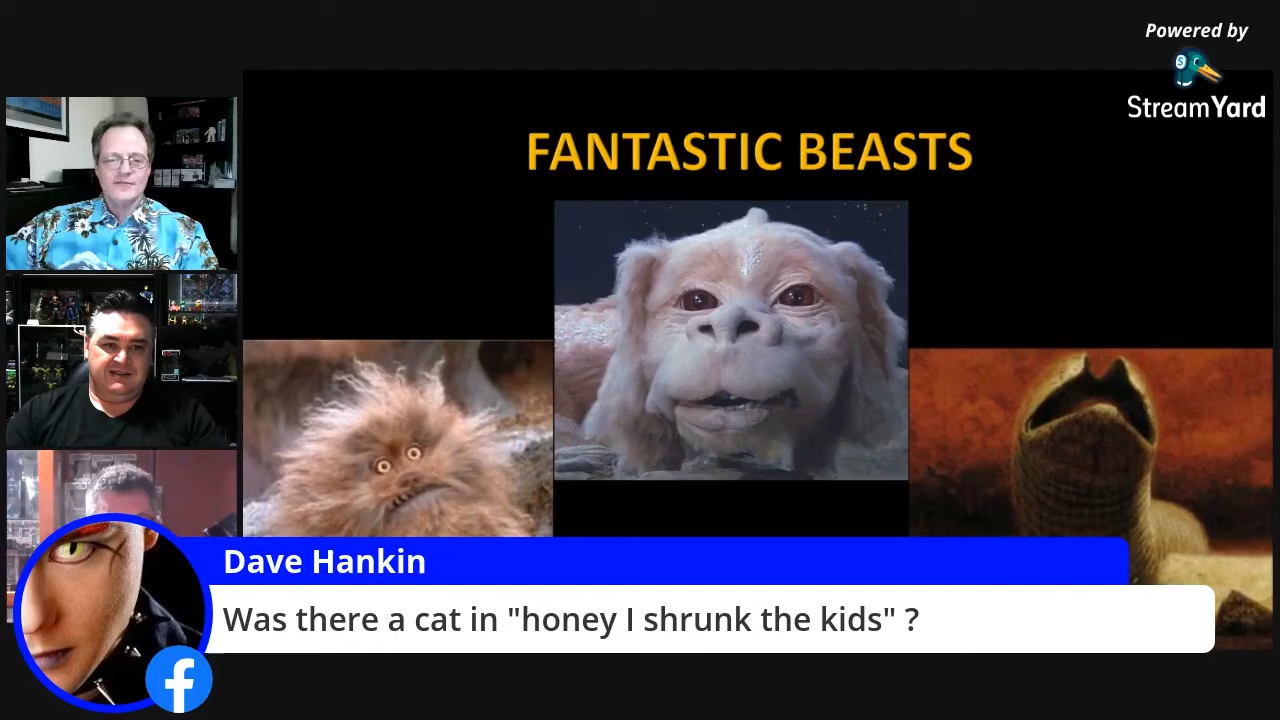 Powered by
StreamYard
FANTASTIC BEASTS
Dave Hankin
Was there a cat in "honey I shrunk the kids" ?